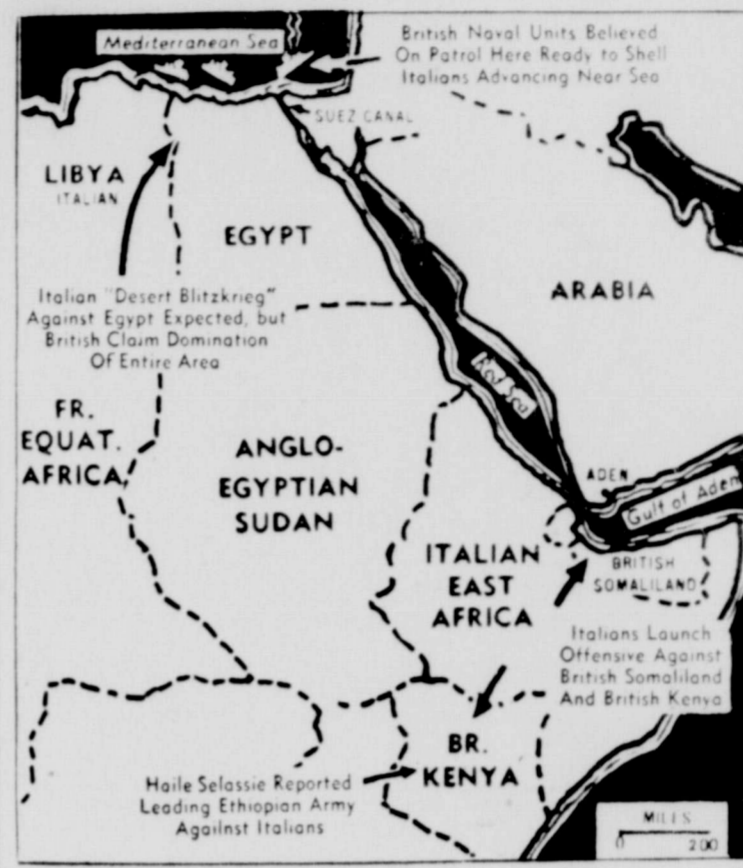 Mediterranean Sea
British Naval Units Believed
On Patrol Here Ready to Shell
Italians Advancing Near Sea
SUEZ CANAL
LIBYA
ITALIAN
EGYPT
ARABIA
Italian "Desert Blitzkrieg"
Against Egypt Expected, but
British Claim Domination
Of Entire Area
Red Sea
FR.
EQUAT.
AFRICA
ANGLO-
EGYPTIAN
SUDAN
ADEN
Gulf of Aden
ITALIAN
EAST
AFRICA
BRITISH
SOMALILAND
Italians Launch
Offensive Against
British Somaliland
And British Kenya
BR.
KENYA
Haile Selassie Reported
Leading Ethiopian Army
Agailnst Italians
MILES
0 200